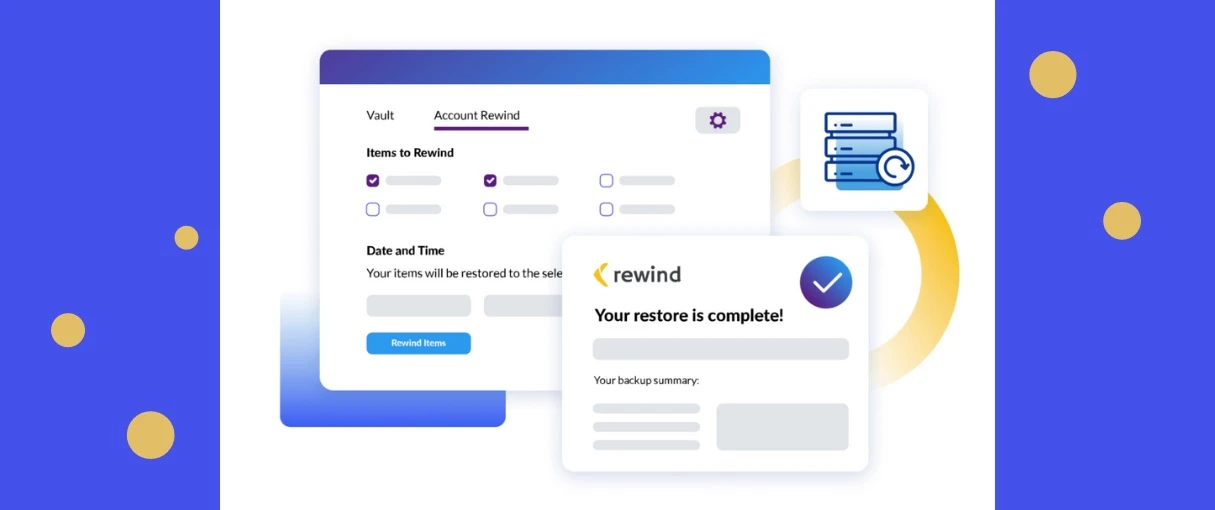 Vault
Account Rewind
Items to Rewind
Date and Time
Your items will be restored to the sele
Rewind Items
rewind
Your restore is complete!
Your backup summary: